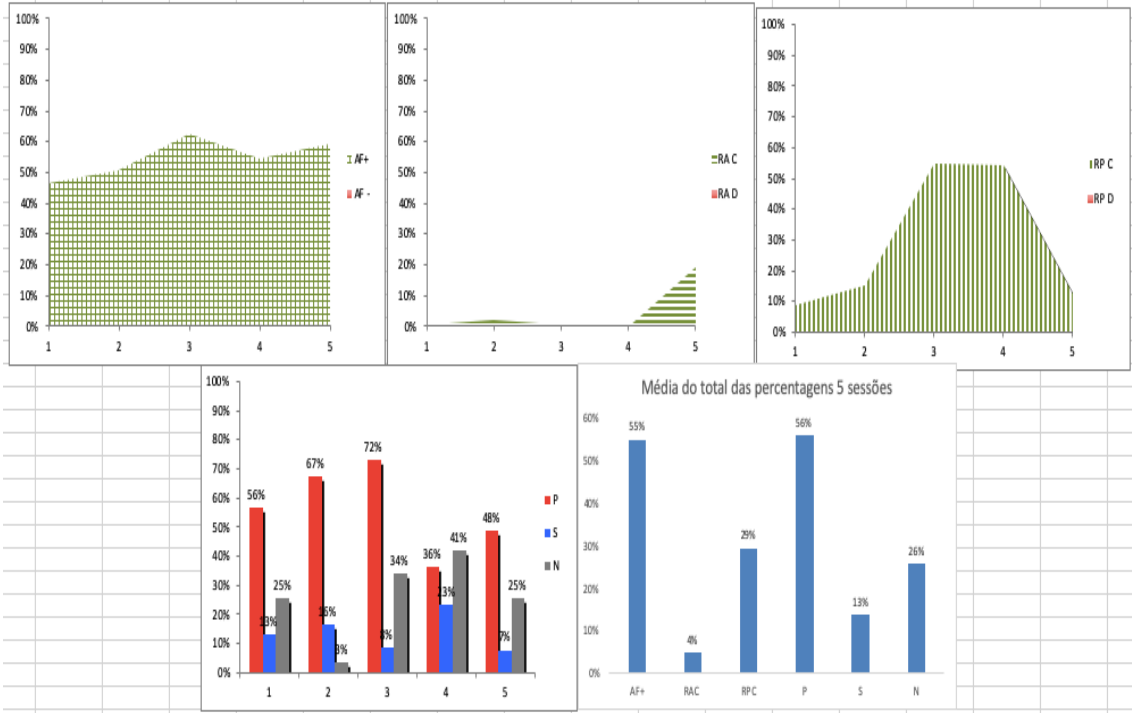 100%
90%
80%
70%
60%
50%
40%
30%
20%
10%
0%
1 2 3 4 5
AF+
AF -
100%
90%
80%
70%
60%
50%
40%
30%
20%
10%
0%
1 2 3 4 5
RA C
RA D
100%
90%
80%
70%
60%
50%
40%
30%
20%
10%
0%
1 2 3 4 5
RP C
RP D
100%
90%
80%
70%
60%
50%
40%
30%
20%
10%
0%
56% 13% 25%
67% 16% 3%
72% 8% 34%
36% 23% 41%
48% 7% 25%
1 2 3 4 5
P
S
N
Média do total das percentagens 5 sessões
60%
50%
40%
30%
20%
10%
0%
55% 4% 29% 56% 13% 26%
AF+ RAC RPC P S N